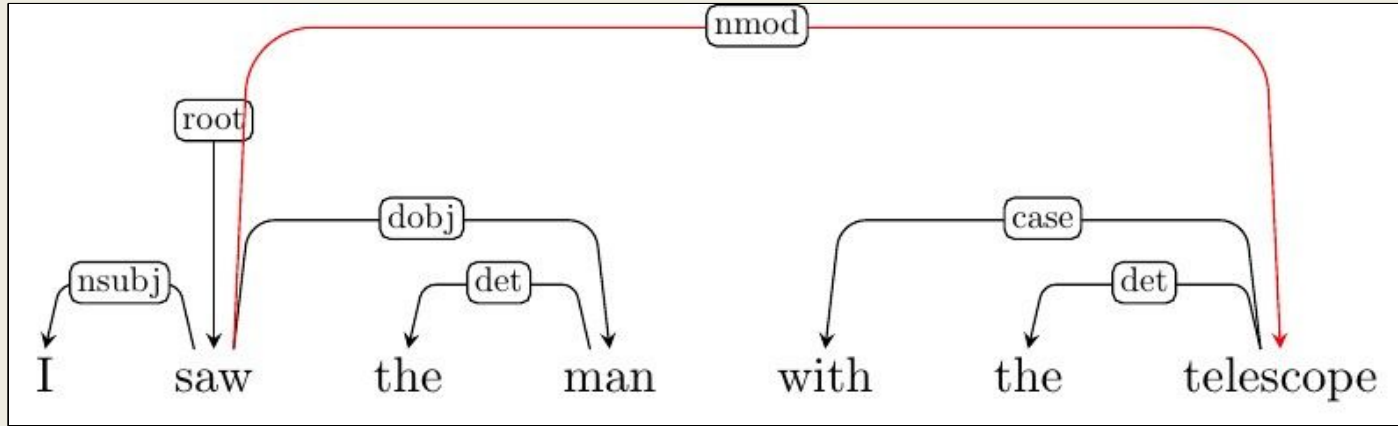 nmod
root
dobj case
nsubj det det
I saw the man with the telescope